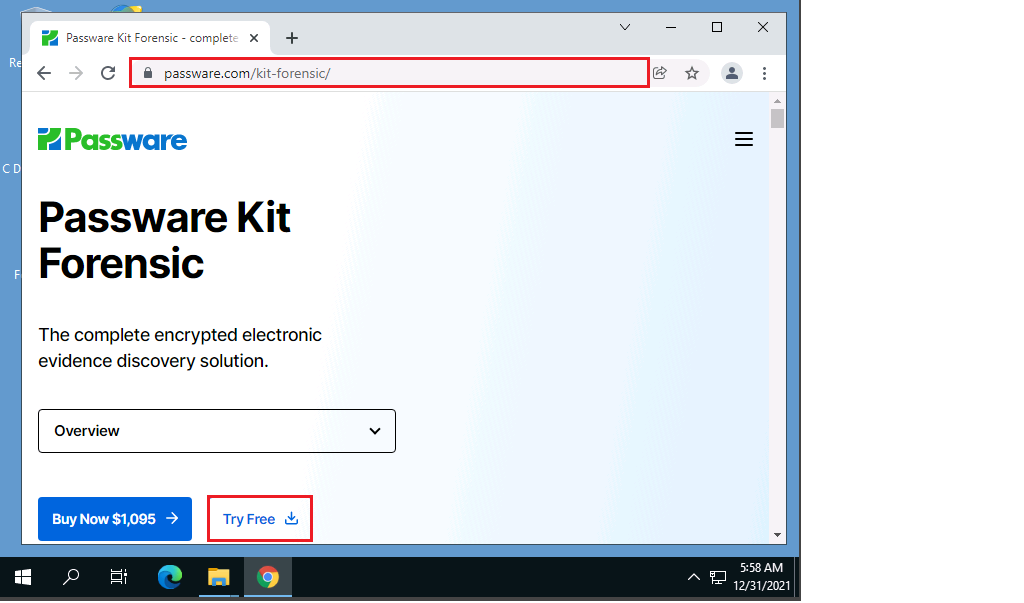 Passware Kit Forensic - complete
passware.com/kit-forensic/
Re
Passware
C D
Passware Kit
Forensic
F
The complete encrypted electronic
evidence discovery solution.
Overview
Buy Now $1,095
Try Free
5:58 AM
12/31/2021